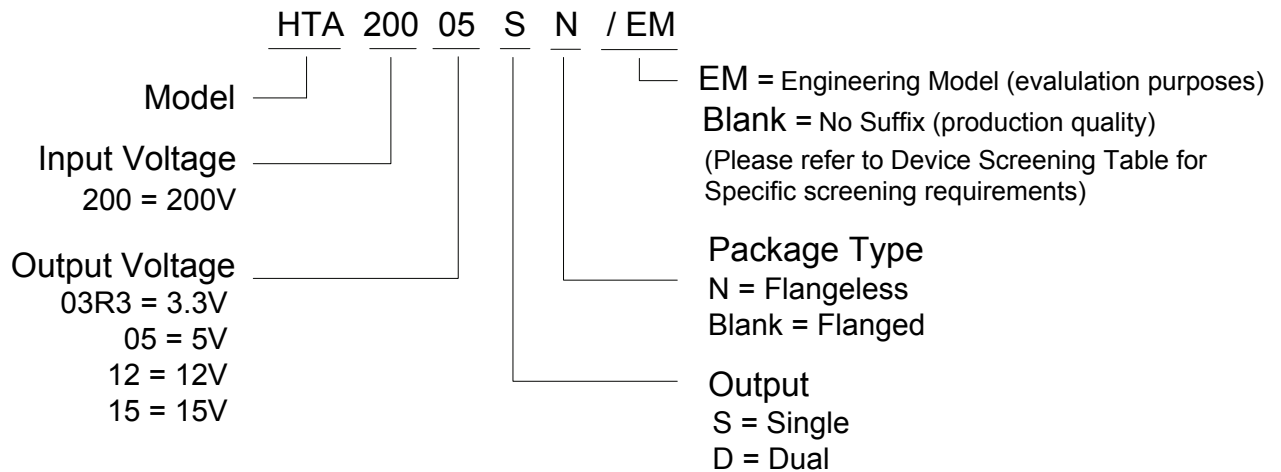 HTA 200 05 S N / EM
Model
Input Voltage
200 = 200V
Output Voltage
03R3 = 3.3V
05 = 5V
12 = 12V
15 = 15V
EM = Engineering Model (evalulation purposes)
Blank = No Suffix (production quality)
(Please refer to Device Screening Table for
Specific screening requirements)
Package Type
N = Flangeless
Blank = Flanged
Output
S = Single
D = Dual